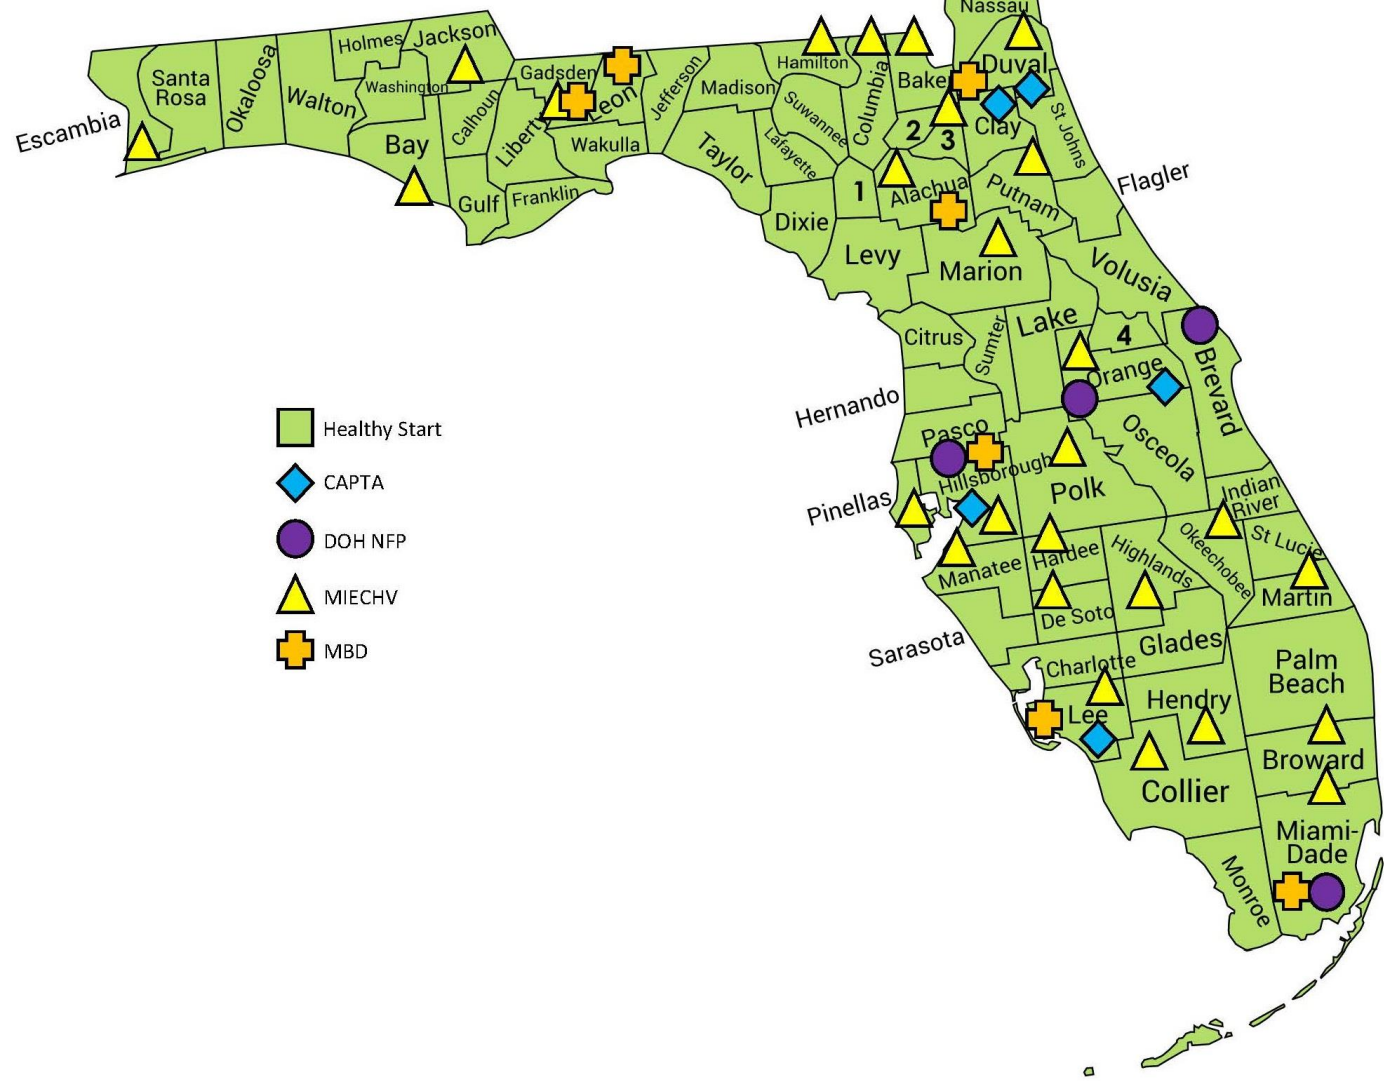 Nassau
Holmes
Jackson
Santa
Rosa
Okaloosa
Walton
Washington
Gadsden
Leon
Jefferson
Madison
Hamilton
Columbia
Baker
Duval
Escambia
Bay
Calhoun
Liberty
Wakulla
Suwannee
Lafayette
Taylor
2
3
Clay
St Johns
Gulf
Franklin
Dixie
1
Alachua
Putnam
Flagler
Levy
Marion
Volusia
Citrus
Sumter
Lake
4
Orange
Brevard
Hernando
Pasco
Osceola
Healthy Start
CAPTA
DOH NFP
MIECHV
MBD
Hillsborough
Polk
Pinellas
Indian
River
Manatee
Hardee
Highlands
Okeechobee
St Lucie
Martin
De Soto
Sarasota
Glades
Charlotte
Palm
Beach
Lee
Hendry
Collier
Broward
Miami-
Dade
Monroe